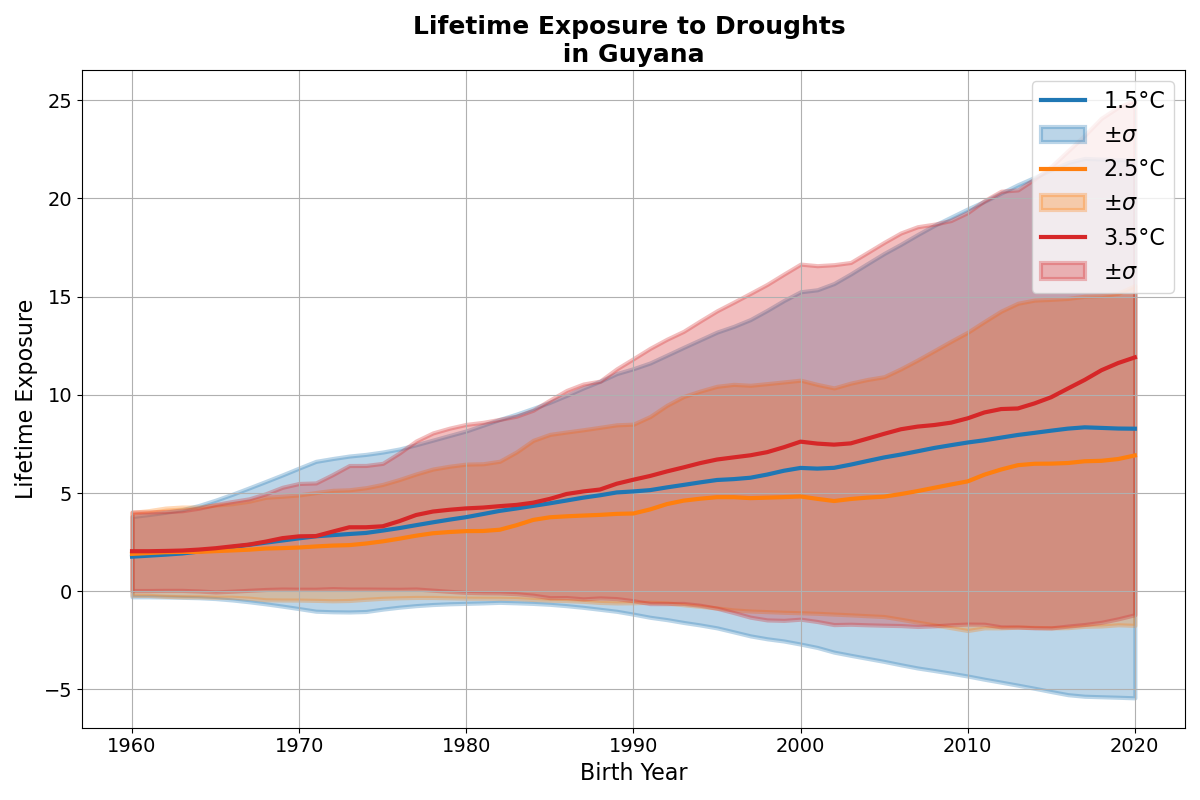 Lifetime Exposure to Droughts
in Guyana
Lifetime Exposure
25
20
15
10
5
0
−5
1960
1970
1980
1990
2000
2010
2020
Birth Year
1.5°C
±σ
2.5°C
±σ
3.5°C
±σ